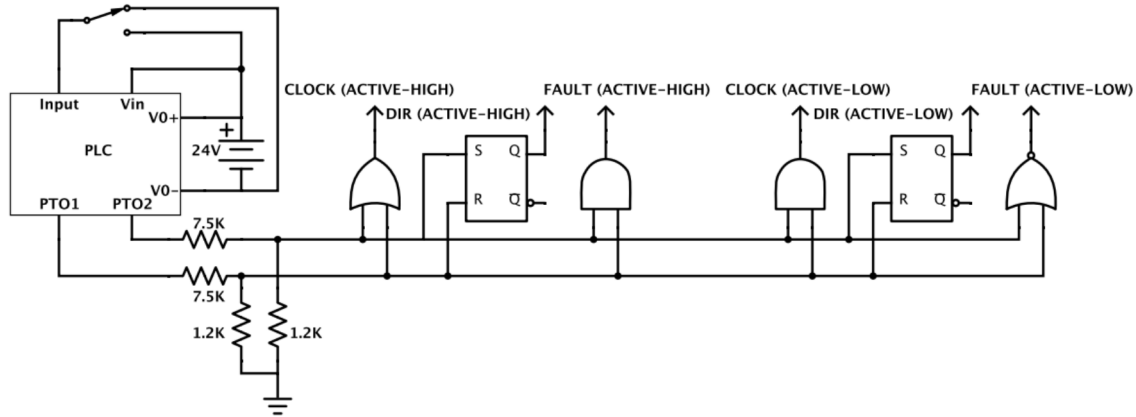 CLOCK (ACTIVE-HIGH)
FAULT (ACTIVE-HIGH)
CLOCK (ACTIVE-LOW)
FAULT (ACTIVE-LOW)
Input
Vin
DIR (ACTIVE-HIGH)
DIR (ACTIVE-LOW)
V0+
+
PLC
24V
S
Q
S
Q
V0-
R
Q̅
R
Q̅
PTO1
PTO2
7.5K
7.5K
1.2K
1.2K